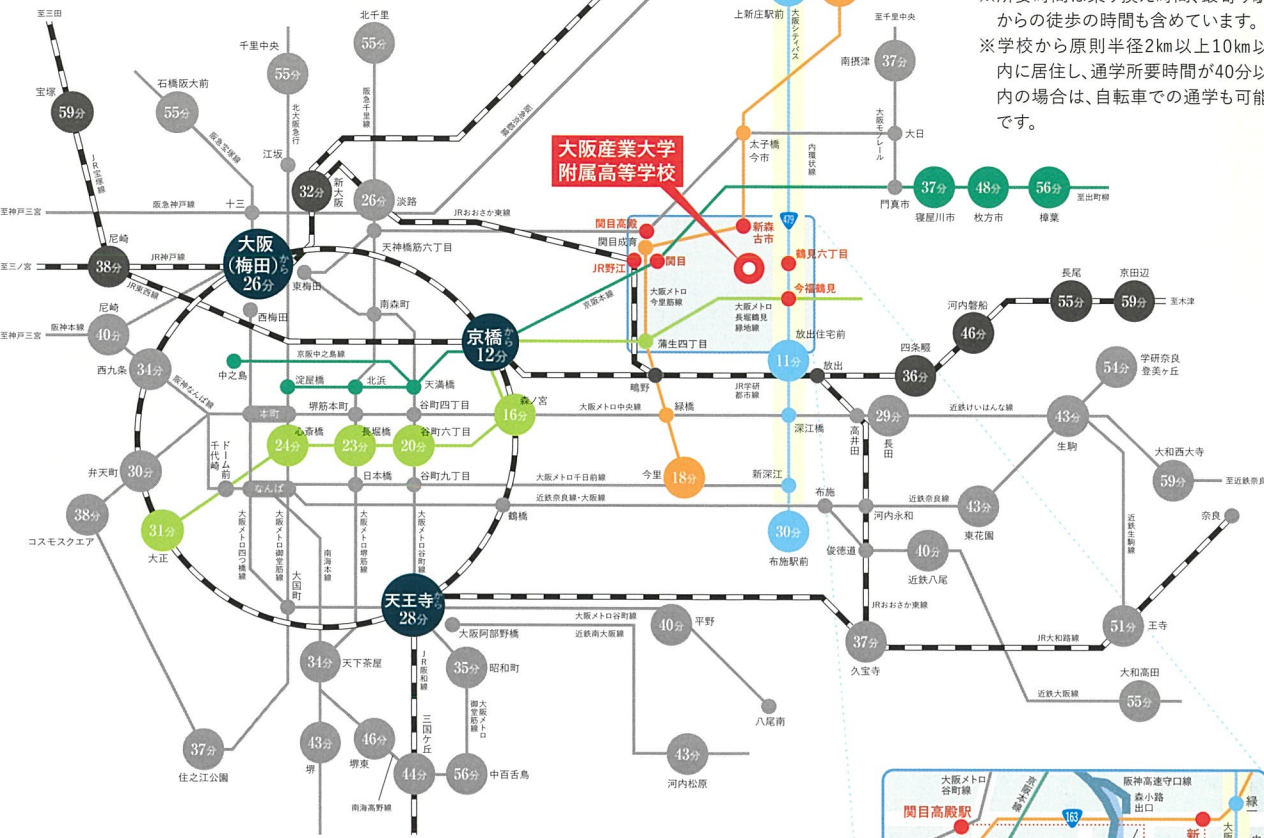 からの徒歩の時間も含めています。
※学校から原則半径2km以上10km以
内に居住し、通学所要時間が40分以
内の場合は、自転車での通学も可能
です。
至三田
北千里
55分
上新庄駅前
大阪シティバス
至千里中央
千里中央
55分
南摂津
37分
石橋阪大前
55分
宝塚
59分
北大阪急行
阪急千里線
阪急京都線
阪急宝塚線
JR宝塚線
江坂
大阪モノレール
大日
太子橋
今市
内環状線
大阪産業大学
附属高等学校
32分
新大阪
26分
淡路
門真市
37分
寝屋川市
48分
枚方市
56分
樟葉
至出町柳
至神戸三宮
阪急神戸線
十三
JRおおさか東線
関目高殿
関目成育
新森
古市
479
天神橋筋六丁目
尼崎
38分
至三ノ宮
JR神戸線
JR東西線
大阪
(梅田)から
26分
東梅田
JR野江
関目
鶴見六丁目
今福鶴見
大阪メトロ
今里筋線
大阪メトロ
長堀鶴見
緑地線
京阪本線
南森町
西梅田
尼崎
40分
阪神本線
至神戸三宮
長尾
55分
京田辺
59分
至木津
河内磐船
46分
京橋から
12分
蒲生四丁目
放出住宅前
11分
放出
四条畷
36分
西九条
34分
阪神なんば線
京阪中之島線
中之島
淀屋橋
北浜
天満橋
鴫野
JR学研
都市線
54分
学研奈良
登美ヶ丘
本町
堺筋本町
谷町四丁目
森ノ宮
16分
大阪メトロ中央線
緑橋
深江橋
高井田
29分
長田
近鉄けいはんな線
43分
生駒
心斎橋
24分
長堀橋
23分
谷町六丁目
20分
ドーム前
千代崎
弁天町
30分
なんば
日本橋
谷町九丁目
大阪メトロ千日前線
今里
18分
新深江
大和西大寺
59分
至近鉄奈良
近鉄奈良線・大阪線
鶴橋
布施
河内永和
近鉄奈良線
43分
東花園
奈良
38分
コスモスクエア
31分
大正
大阪メトロ四つ橋線
大阪メトロ御堂筋線
南海本線
大阪メトロ堺筋線
大阪メトロ谷町線
30分
布施駅前
俊徳道
40分
近鉄八尾
近鉄生駒線
大国町
天王寺から
28分
大阪メトロ谷町線
近鉄南大阪線
大阪阿部野橋
40分
平野
JRおおさか東線
37分
久宝寺
JR大和路線
51分
王寺
34分
天下茶屋
JR阪和線
35分
昭和町
大阪メトロ
御堂筋線
近鉄大阪線
大和高田
55分
八尾南
37分
住之江公園
43分
堺
46分
堺東
三国ケ丘
44分
56分
中百舌鳥
43分
河内松原
南海高野線
大阪メトロ
谷町線
京阪本線
阪神高速守口線
森小路
出口
関目高殿駅
163
新
緑